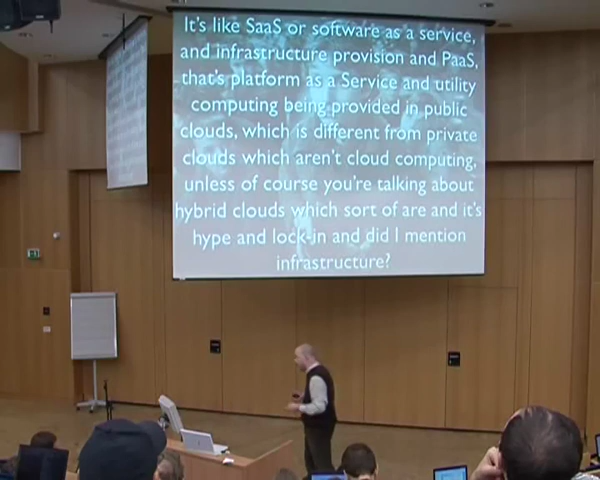 It's like SaaS or software as a service,
and infrastructure provision and PaaS,
that's platform as a Service and utility
computing being provided in public
clouds, which is different from private
clouds which aren't cloud computing,
unless of course you're talking about
hybrid clouds which sort of are and it's
hype and lock-in and did I mention
infrastructure?